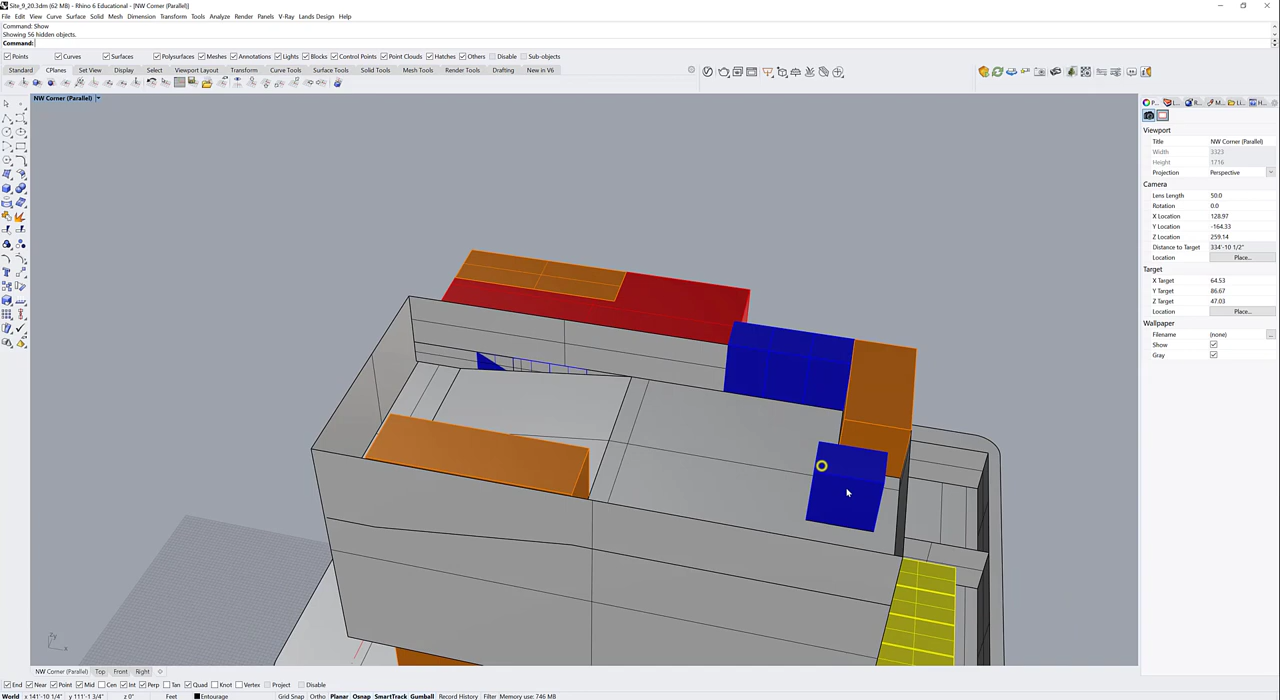 Site_9_20.3dm (62 MB) - Rhino 6 Educational - [NW Corner (Parallel)]
File Edit View Curve Surface Solid Mesh Dimension Transform Tools Analyze Render Panels V-Ray Lands Design Help
Command: Show
Showing 56 hidden objects.
Command:
Points Curves Surfaces Polysurfaces Meshes Annotations Lights Blocks Control Points Point Clouds Hatches Others Disable Sub-objects
Standard CPlanes Set View Display Select Viewport Layout Transform Curve Tools Surface Tools Solid Tools Mesh Tools Render Tools Drafting New in V6
NW Corner (Parallel)
P... L... R... M... Li... H...
Viewport
Title NW Corner (Parallel)
Width 3323
Height 1716
Projection Perspective
Camera
Lens Length 50.0
Rotation 0.0
X Location 128.97
Y Location -164.33
Z Location 259.14
Distance to Target 334'-10 1/2"
Location Place...
Target
X Target 64.53
Y Target 86.67
Z Target 47.03
Location Place...
Wallpaper
Filename (none) ...
Show
Gray
Zy
x
NW Corner (Parallel) Top Front Right
End Near Point Mid Cen Int Perp Tan Quad Knot Vertex Project Disable
World x 141'-10 1/4" y 111'-1 3/4" z 0" Feet Entourage Grid Snap Ortho Planar Osnap SmartTrack Gumball Record History Filter Memory use: 746 MB